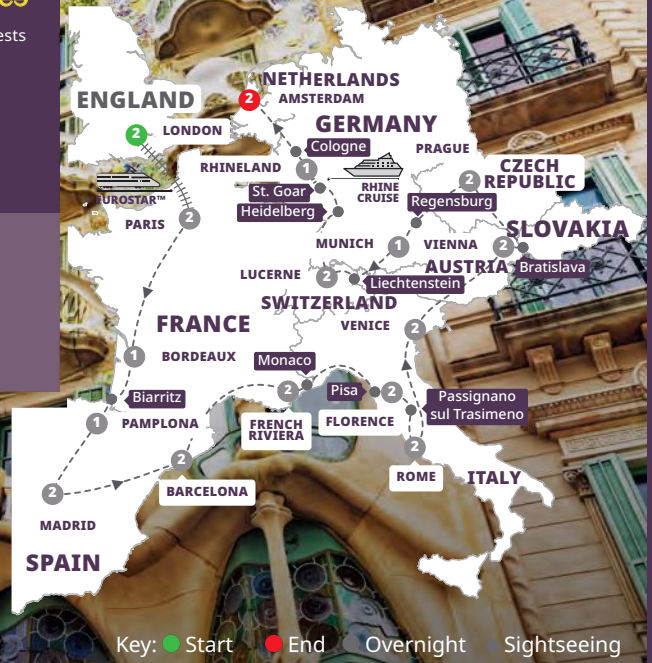 ests
NETHERLANDS
2
AMSTERDAM
ENGLAND
2
LONDON
GERMANY
Cologne
PRAGUE
RHINELAND
1
CZECH
REPUBLIC
2
St. Goar
RHINE
CRUISE
EUROSTAR™
Heidelberg
Regensburg
PARIS
2
SLOVAKIA
MUNICH
1
VIENNA
2
AUSTRIA
Bratislava
LUCERNE
2
Liechtenstein
SWITZERLAND
FRANCE
VENICE
2
1
BORDEAUX
Monaco
Biarritz
2
Pisa
2
Passignano
sul Trasimeno
1
PAMPLONA
FRENCH
RIVIERA
FLORENCE
2
2
BARCELONA
ROME
ITALY
2
MADRID
SPAIN
Key: Start End Overnight Sightseeing